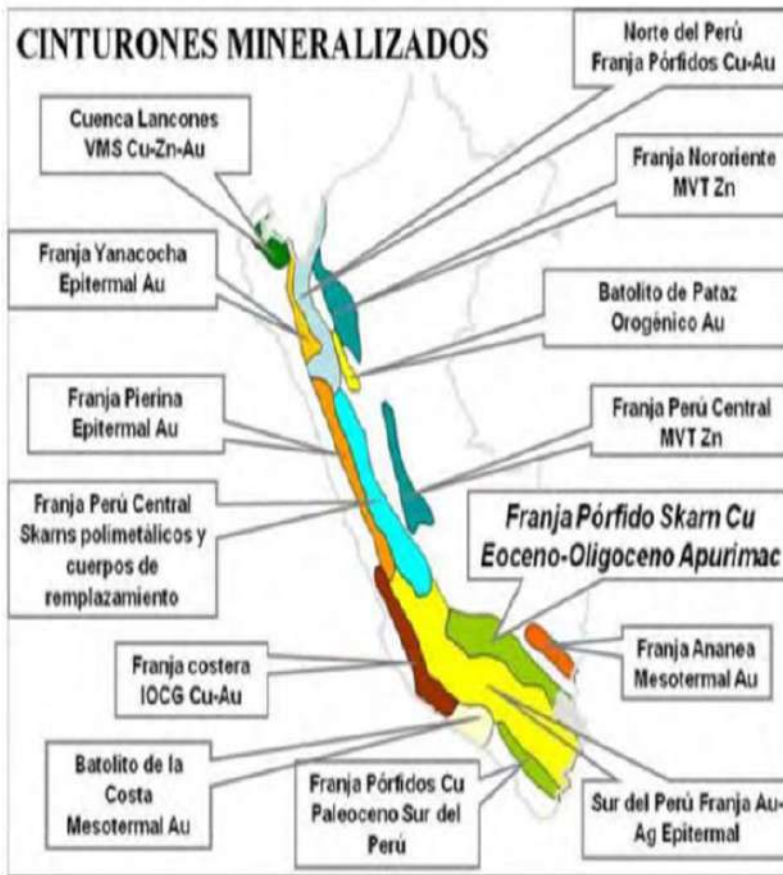 CINTURONES MINERALIZADOS
Norte del Perú
Franja Pórfidos Cu-Au
Cuenca Lancones
VMS Cu-Zn-Au
Franja Nororiente
MVT Zn
Franja Yanacocha
Epitermal Au
Batolito de Pataz
Orogénico Au
Franja Pierina
Epitermal Au
Franja Perú Central
MVT Zn
Franja Perú Central
Skarns polimetálicos y
cuerpos de
remplazamiento
Franja Pórfido Skarn Cu
Eoceno-Oligoceno Apurimac
Franja Ananea
Mesotermal Au
Franja costera
IOCG Cu-Au
Batolito de la
Costa
Mesotermal Au
Franja Pórfidos Cu
Paleoceno Sur del
Perú
Sur del Perú Franja Au-
Ag Epitermal